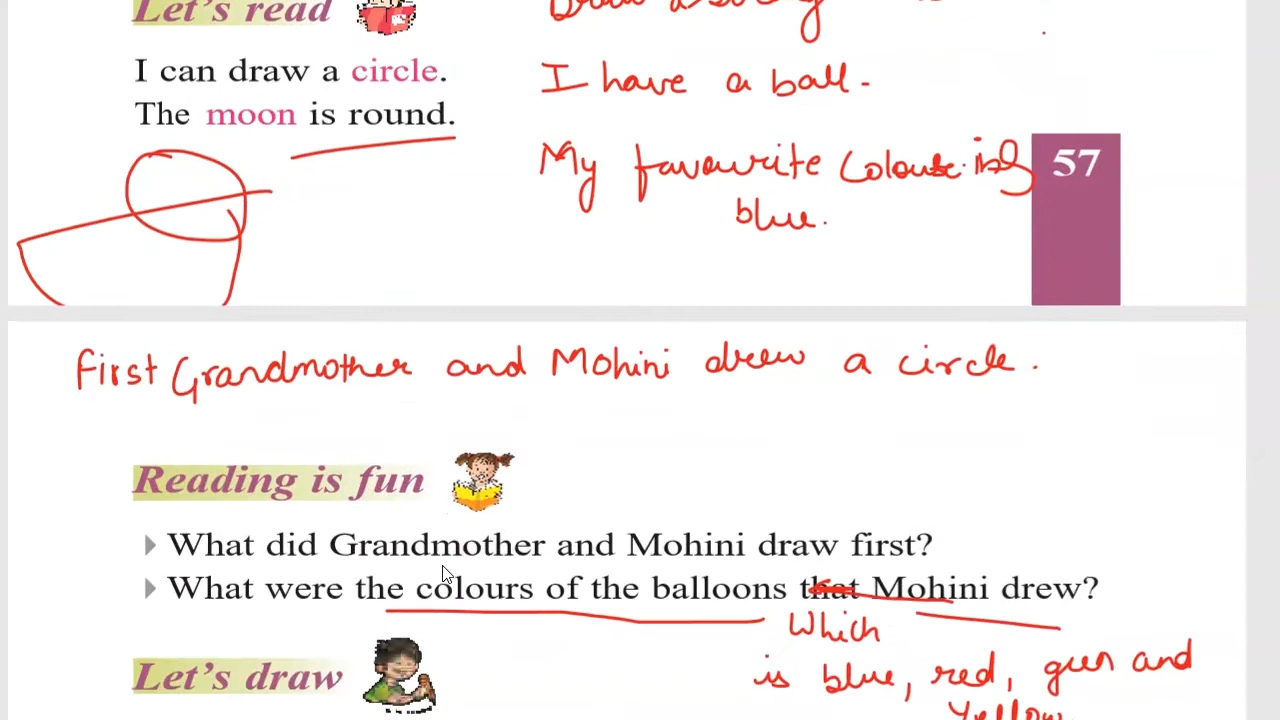 Let's read
I can draw a circle.
The moon is round.
I have a ball.
My favourite colour is
blue.
57
First Grandmother and Mohini drew a circle.
Reading is fun
What did Grandmother and Mohini draw first?
What were the colours of the balloons that Mohini drew?
Which
is blue, red, green and
Yellow
Let's draw